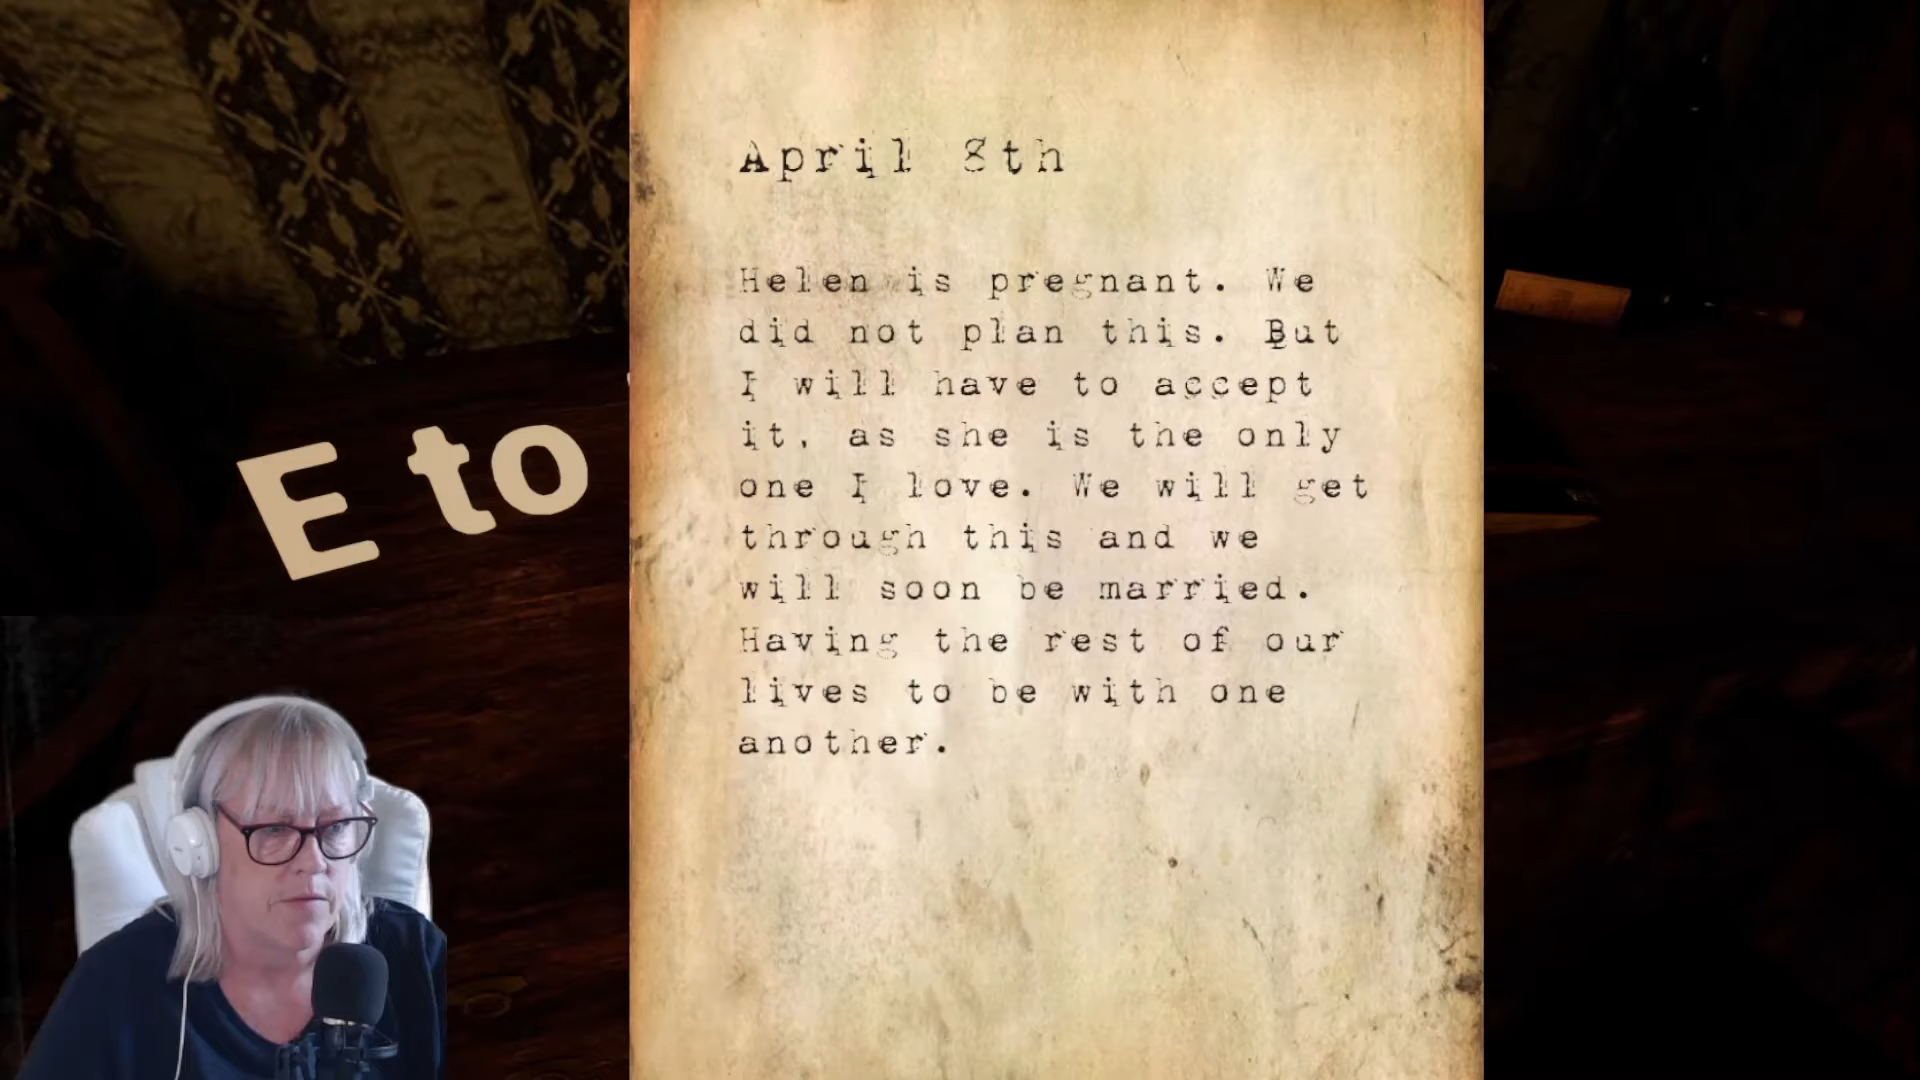 April 8th
Helen is pregnant. We
did not plan this. But
I will have to accept
it, as she is the only
one I love. We will get
through this and we
will soon be married.
Having the rest of our
lives to be with one
another.
E to